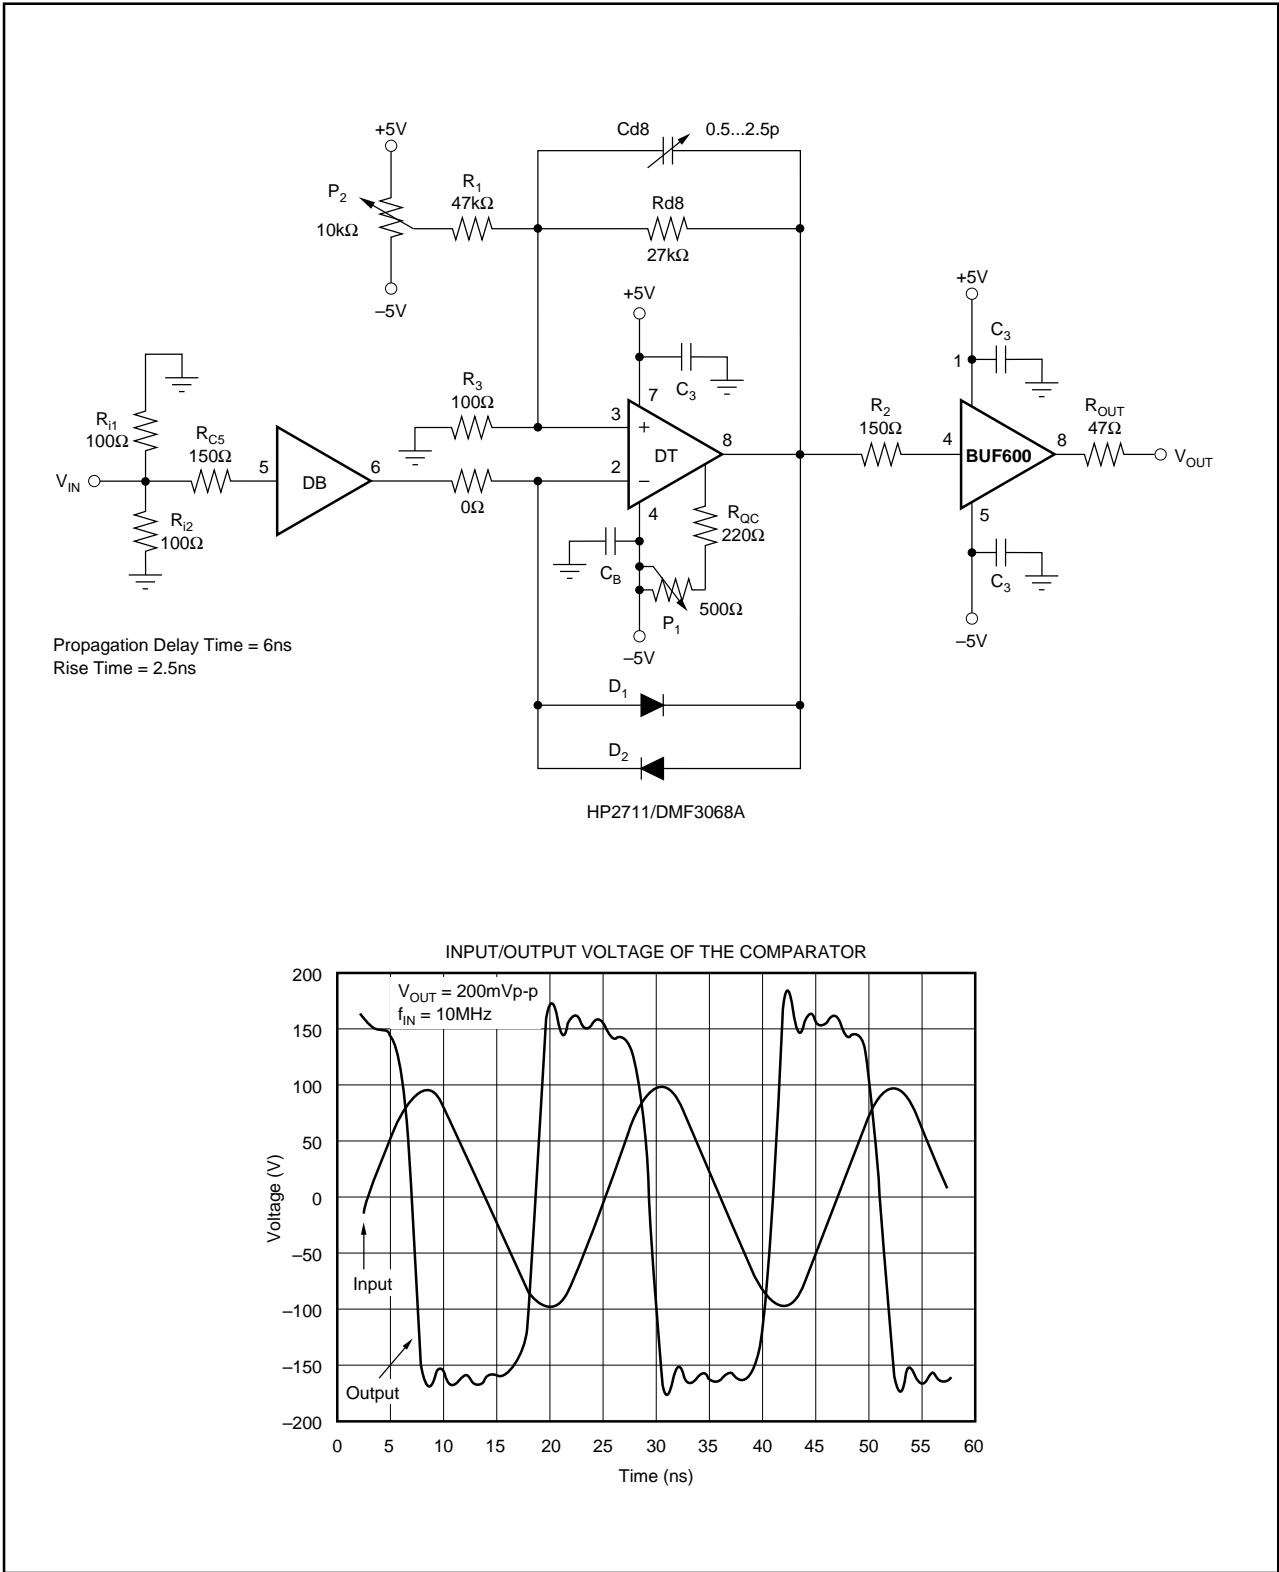 Cd8 0.5...2.5p
+5V
P2
10kΩ
–5V
R1
47kΩ
Rd8
27kΩ
+5V
C3
7
+5V
C3
1
Ri1
100Ω
RC5
150Ω
VIN
5
DB
6
Ri2
100Ω
R3
100Ω
0Ω
3
+
DT
2
–
8
4
CB
RQC
220Ω
500Ω
P1
–5V
R2
150Ω
4
BUF600
8
ROUT
47Ω
VOUT
5
C3
–5V
Propagation Delay Time = 6ns
Rise Time = 2.5ns
D1
D2
HP2711/DMF3068A
INPUT/OUTPUT VOLTAGE OF THE COMPARATOR
VOUT = 200mVp-p
fIN = 10MHz
200
150
100
50
0
–50
–100
–150
–200
Voltage (V)
Input
Output
0 5 10 15 20 25 30 35 40 45 50 55 60
Time (ns)